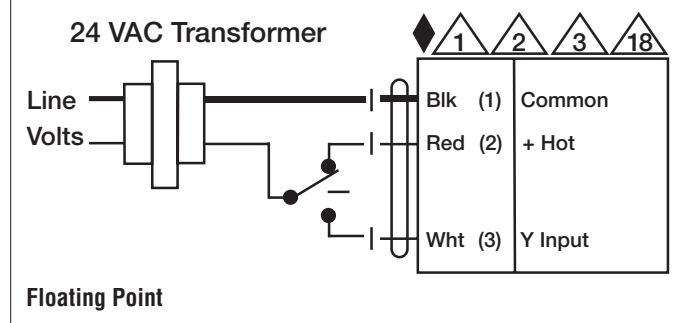 24 VAC Transformer
1 2 3 18
Line
Volts
Blk (1) Common
Red (2) + Hot
Wht (3) Y Input
Floating Point